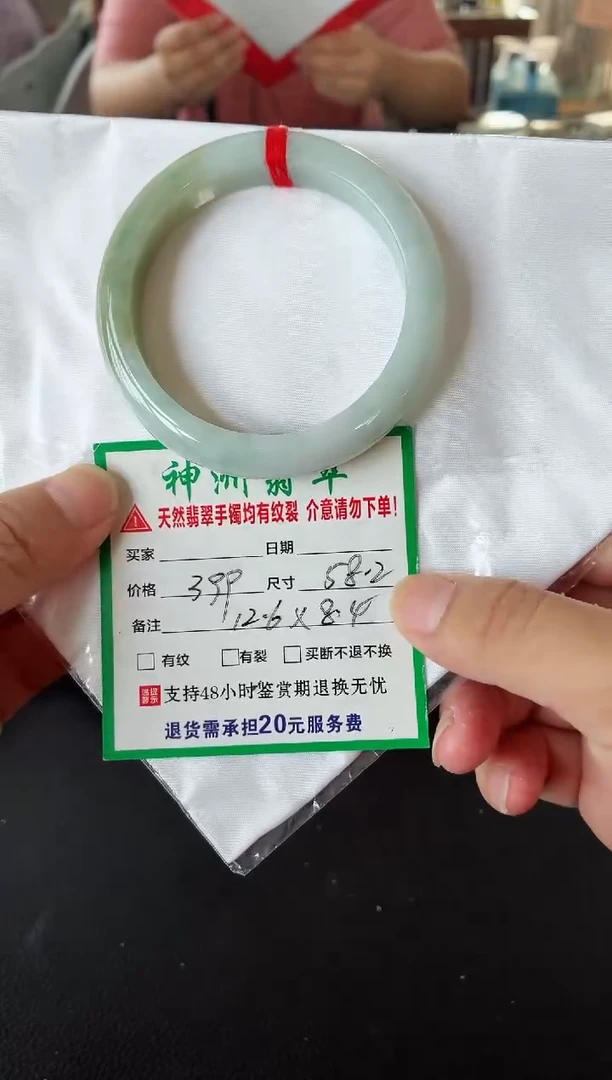 神洲翡翠
天然翡翠手镯均有纹裂 介意请勿下单!
买家 日期
价格 399 尺寸 58.2
备注 12.6×8.4
有纹 有裂 买断不退不换
支持48小时鉴赏期退换无忧
退货需承担20元服务费